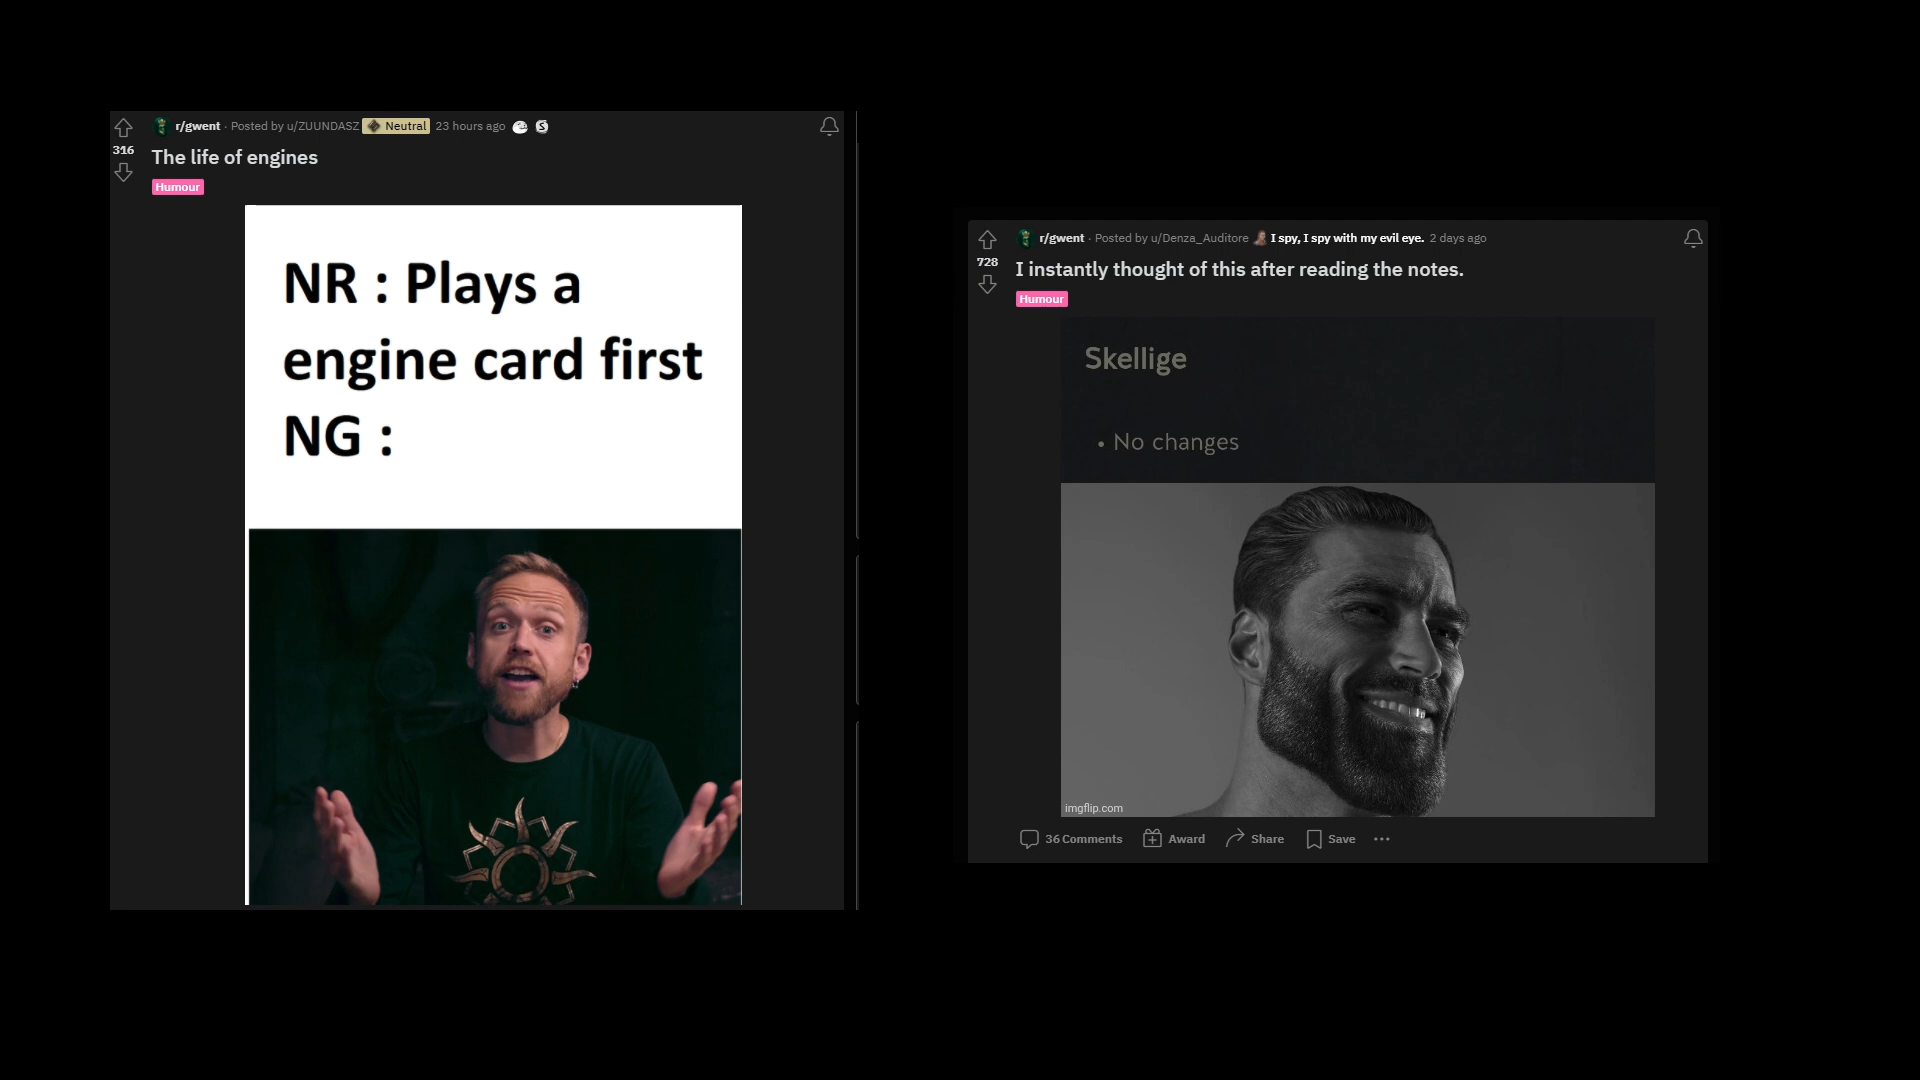 r/gwent · Posted by u/ZUUNDASZ Neutral 23 hours ago
316
The life of engines
Humour
NR : Plays a
engine card first
NG :
r/gwent · Posted by u/Denza_Auditore I spy, I spy with my evil eye. 2 days ago
728
I instantly thought of this after reading the notes.
Humour
Skellige
• No changes
imgflip.com
36 Comments Award Share Save ...